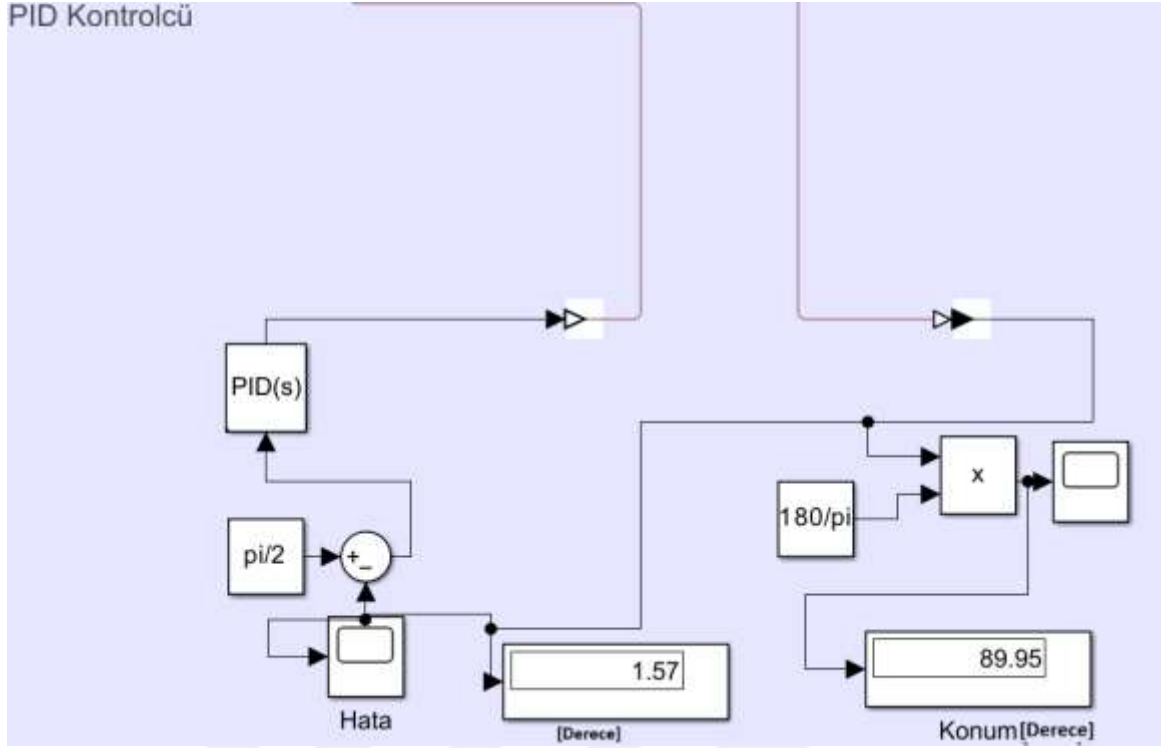 PID Kontrolcü
PID(s)
x
180/pi
pi/2
+
_
1.57
89.95
Hata
[Derece]
Konum[Derece]